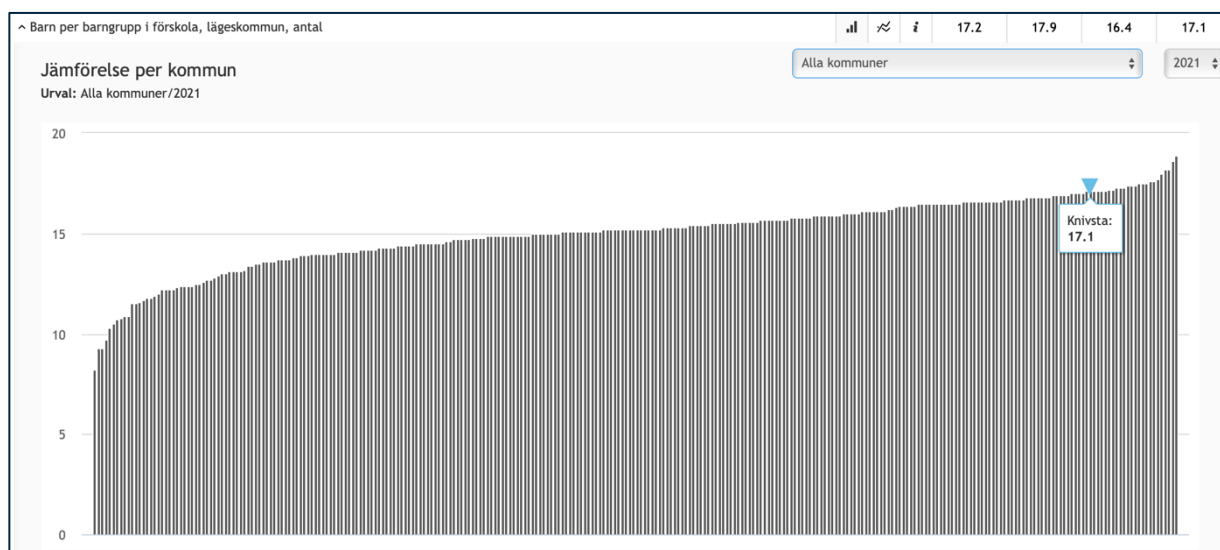 Barn per barngrupp i förskola, lägeskommun, antal i 17.2 17.9 16.4 17.1
Jämförelse per kommun
Alla kommuner 2021
Urval: Alla kommuner/2021
20
15
10
5
0
Knivsta:
17.1